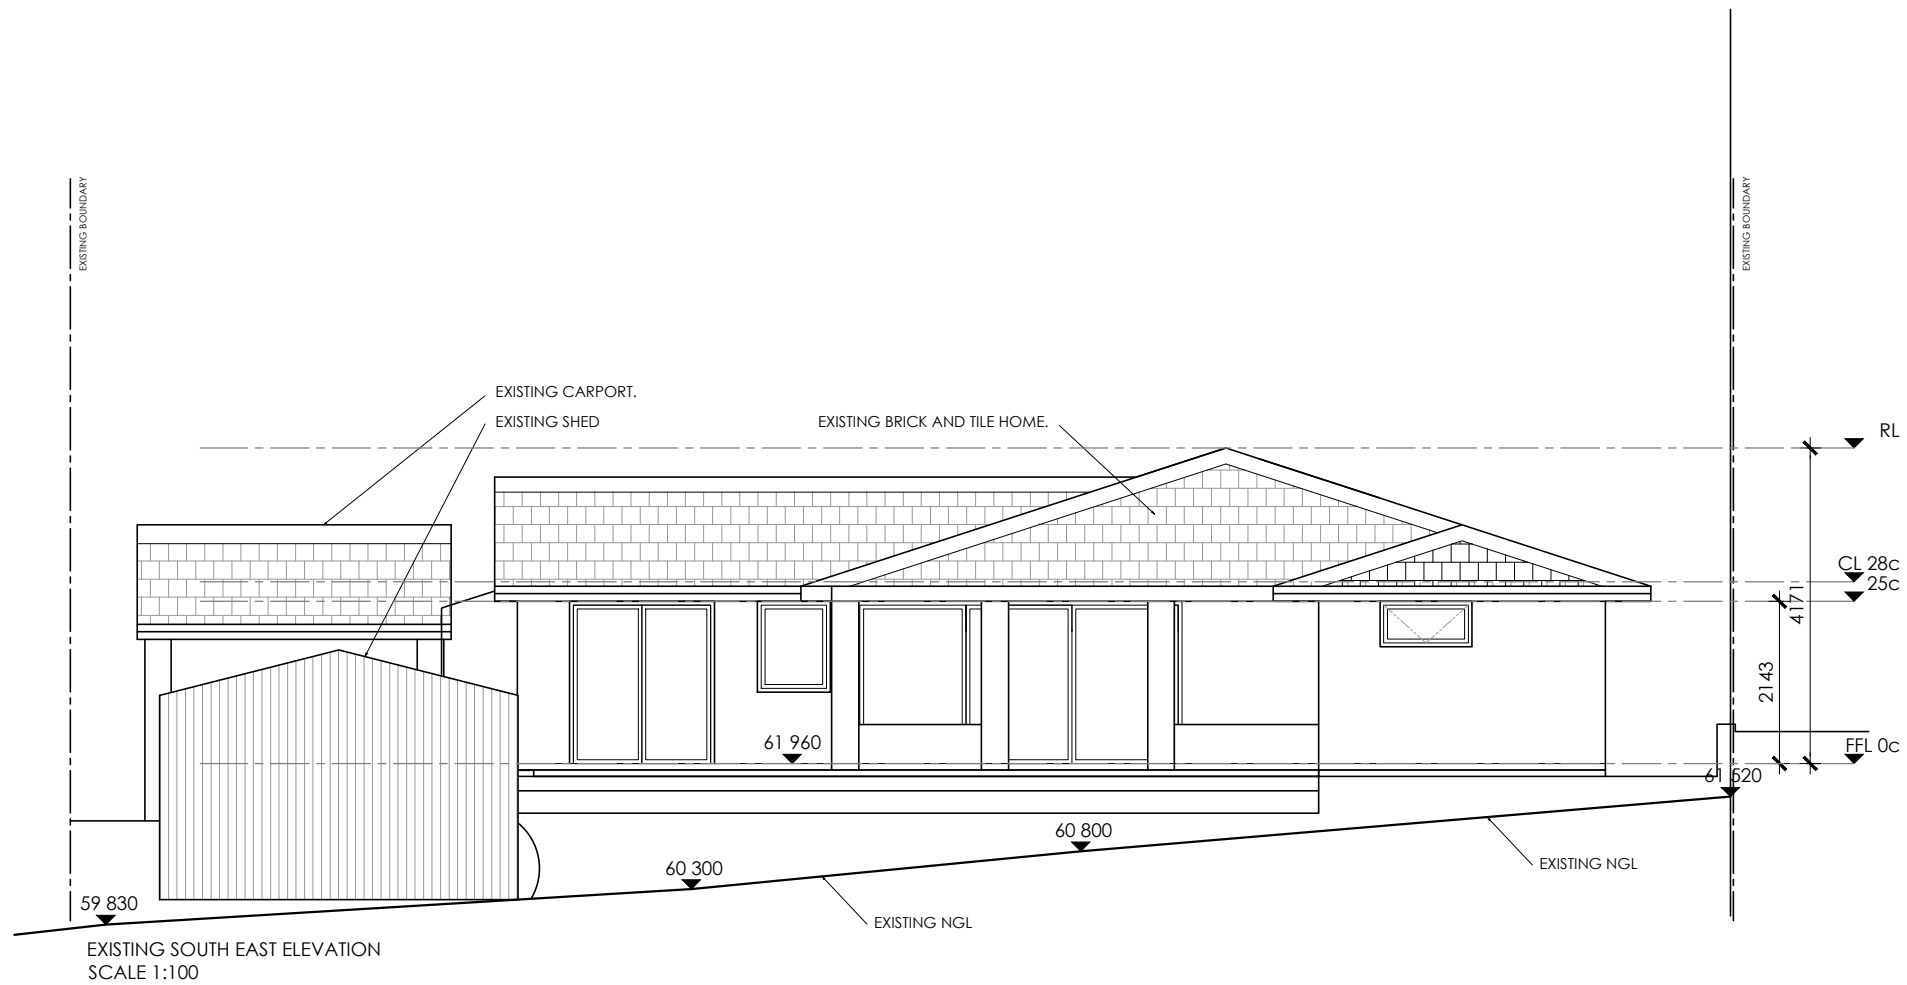 EXISTING BOUNDARY
EXISTING BOUNDARY
EXISTING CARPORT.
EXISTING SHED
EXISTING BRICK AND TILE HOME.
RL
CL 28c
25c
4171
2143
61 960
FFL 0c
61 520
60 800
60 300
EXISTING NGL
59 830
EXISTING NGL
EXISTING SOUTH EAST ELEVATION
SCALE 1:100